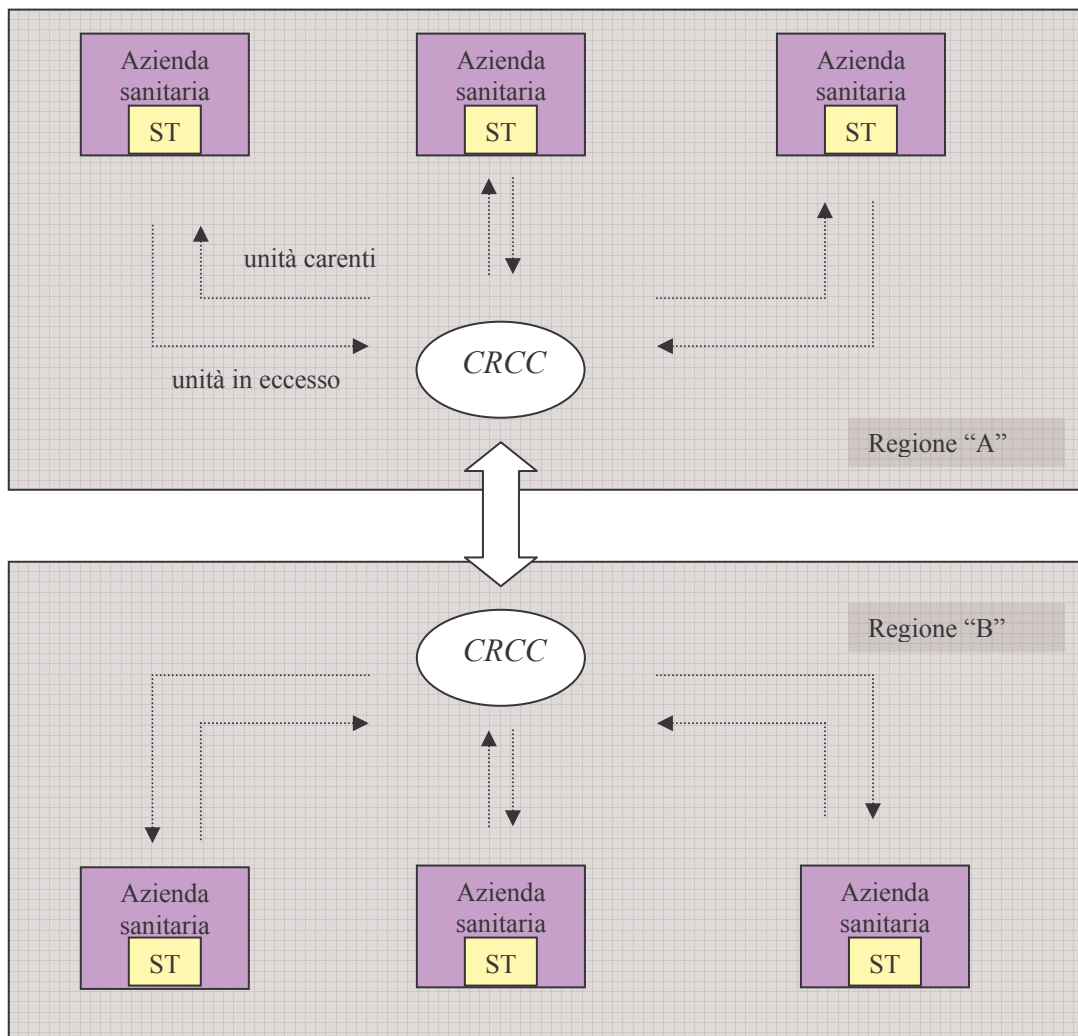 Azienda
sanitaria
ST
Azienda
sanitaria
ST
Azienda
sanitaria
ST
unità carenti
unità in eccesso
CRCC
Regione “A”
CRCC
Regione “B”
Azienda
sanitaria
ST
Azienda
sanitaria
ST
Azienda
sanitaria
ST